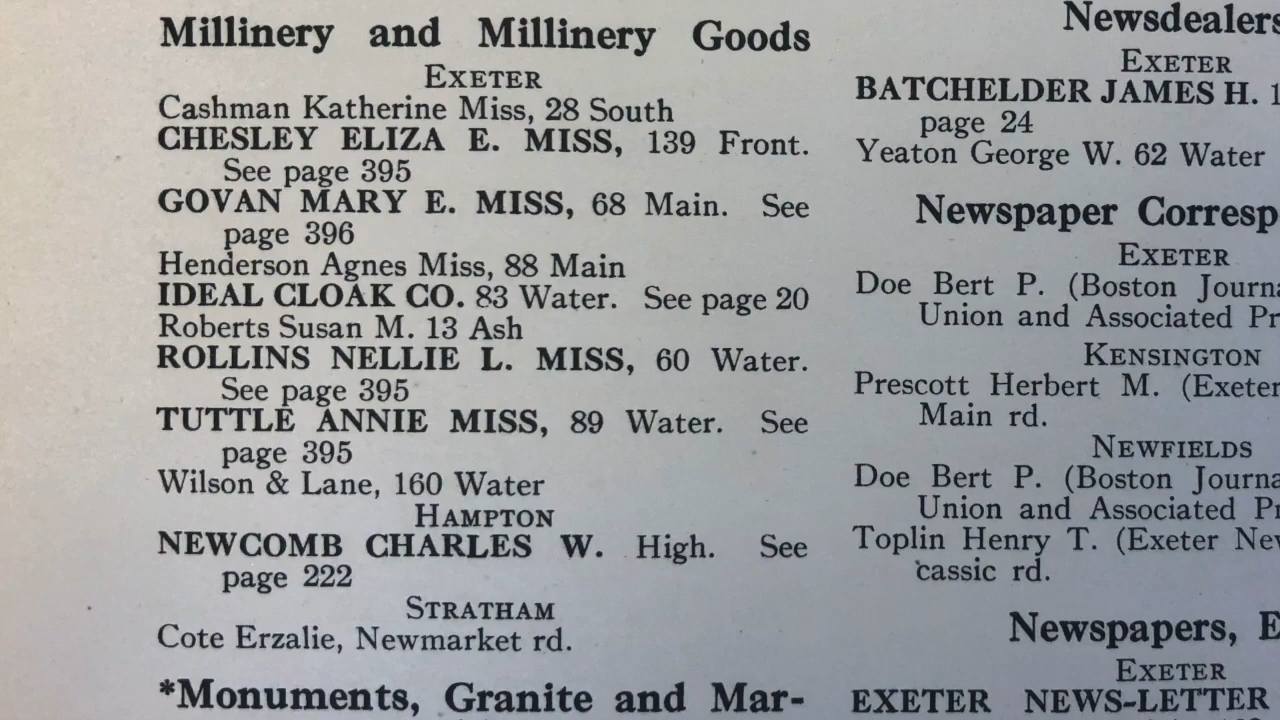 Millinery and Millinery Goods
EXETER
Cashman Katherine Miss, 28 South
CHESLEY ELIZA E. MISS, 139 Front.
See page 395
GOVAN MARY E. MISS, 68 Main. See
page 396
Henderson Agnes Miss, 88 Main
IDEAL CLOAK CO. 83 Water. See page 20
Roberts Susan M. 13 Ash
ROLLINS NELLIE L. MISS, 60 Water.
See page 395
TUTTLE ANNIE MISS, 89 Water. See
page 395
Wilson & Lane, 160 Water
HAMPTON
NEWCOMB CHARLES W. High. See
page 222
STRATHAM
Cote Erzalie, Newmarket rd.
*Monuments, Granite and Mar-
Newsdealers
EXETER
BATCHELDER JAMES H. 1
page 24
Yeaton George W. 62 Water
Newspaper Corresp
EXETER
Doe Bert P. (Boston Journa
Union and Associated Pr
KENSINGTON
Prescott Herbert M. (Exeter
Main rd.
NEWFIELDS
Doe Bert P. (Boston Journa
Union and Associated Pr
Toplin Henry T. (Exeter New
cassic rd.
Newspapers, E
EXETER
EXETER NEWS-LETTER